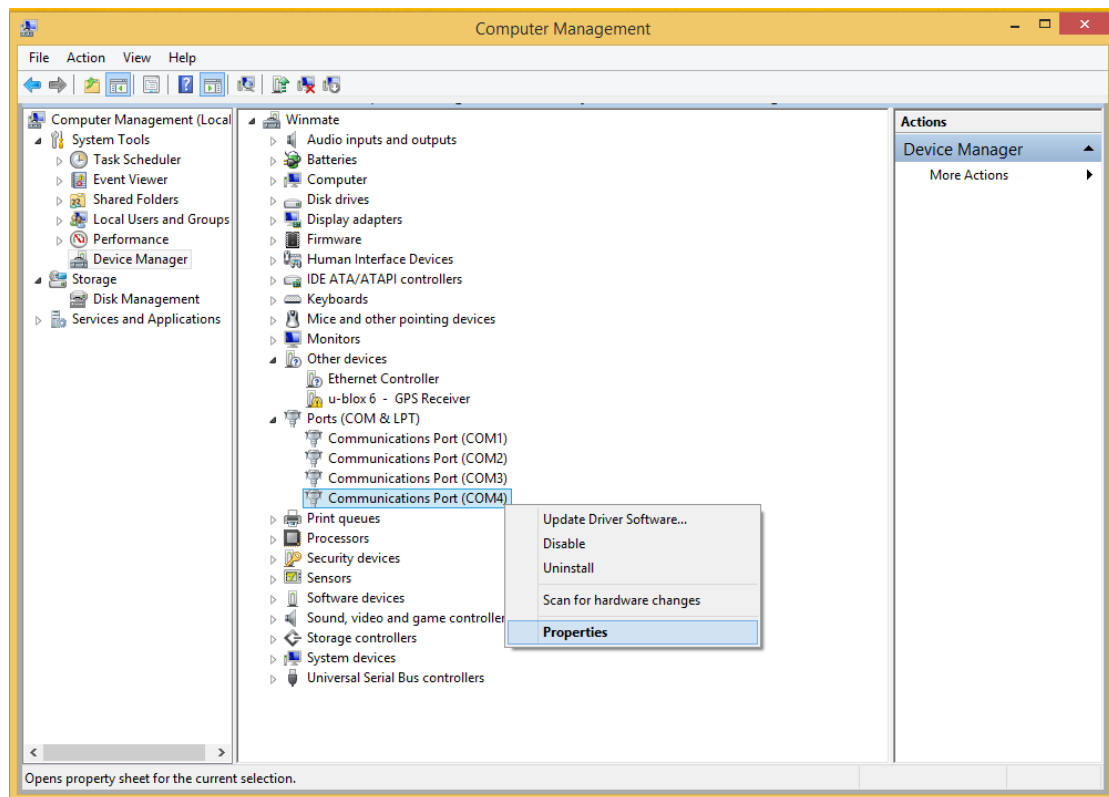 Computer Management
File Action View Help
Computer Management (Local
System Tools
Task Scheduler
Event Viewer
Shared Folders
Local Users and Groups
Performance
Device Manager
Storage
Disk Management
Services and Applications
Winmate
Audio inputs and outputs
Batteries
Computer
Disk drives
Display adapters
Firmware
Human Interface Devices
IDE ATA/ATAPI controllers
Keyboards
Mice and other pointing devices
Monitors
Other devices
Ethernet Controller
u-blox 6 - GPS Receiver
Ports (COM & LPT)
Communications Port (COM1)
Communications Port (COM2)
Communications Port (COM3)
Communications Port (COM4)
Print queues
Processors
Security devices
Sensors
Software devices
Sound, video and game controller
Storage controllers
System devices
Universal Serial Bus controllers
Update Driver Software...
Disable
Uninstall
Scan for hardware changes
Properties
Actions
Device Manager
More Actions
Opens property sheet for the current selection.